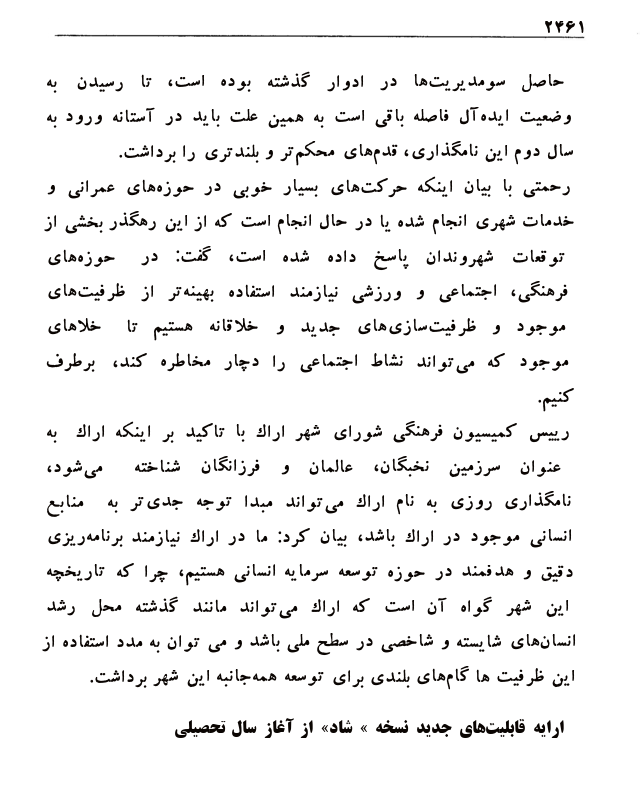 ۲۴۶۱
حاصل سومدیریت‌ها در ادوار گذشته بوده است، تا رسیدن به
وضعیت ایده‌آل فاصله باقی است به همین علت باید در آستانه ورود به
سال دوم این نامگذاری، قدم‌های محکم‌تر و بلندتری را برداشت.
رحمتی با بیان اینکه حرکت‌های بسیار خوبی در حوزه‌های عمرانی و
خدمات شهری انجام شده یا در حال انجام است که از این رهگذر بخشی از
توقعات شهروندان پاسخ داده شده است، گفت: در حوزه‌های
فرهنگی، اجتماعی و ورزشی نیازمند استفاده بهینه‌تر از ظرفیت‌های
موجود و ظرفیت‌سازی‌های جدید و خلاقانه هستیم تا خلاهای
موجود که می‌تواند نشاط اجتماعی را دچار مخاطره کند، برطرف
کنیم.
رییس کمیسیون فرهنگی شورای شهر اراك با تاکید بر اینکه اراك به
عنوان سرزمین نخبگان، عالمان و فرزانگان شناخته می‌شود،
نامگذاری روزی به نام اراك می‌تواند مبدا توجه جدی‌تر به منابع
انسانی موجود در اراك باشد، بیان کرد: ما در اراك نیازمند برنامه‌ریزی
دقیق و هدفمند در حوزه توسعه سرمایه انسانی هستیم، چرا که تاریخچه
این شهر گواه آن است که اراك می‌تواند مانند گذشته محل رشد
انسان‌های شایسته و شاخصی در سطح ملی باشد و می توان به مدد استفاده از
این ظرفیت ها گام‌های بلندی برای توسعه همه‌جانبه این شهر برداشت.
ارایه قابلیت‌های جدید نسخه » شاد» از آغاز سال تحصیلی